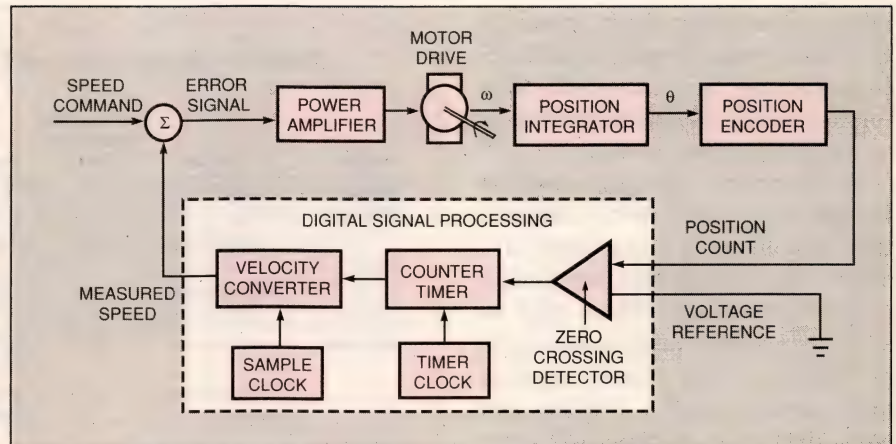 MOTOR
DRIVE
SPEED
COMMAND
ERROR
SIGNAL
Σ
POWER
AMPLIFIER
ω
POSITION
INTEGRATOR
θ
POSITION
ENCODER
DIGITAL SIGNAL PROCESSING
POSITION
COUNT
VELOCITY
CONVERTER
COUNTER
TIMER
MEASURED
SPEED
VOLTAGE
REFERENCE
SAMPLE
CLOCK
TIMER
CLOCK
ZERO
CROSSING
DETECTOR